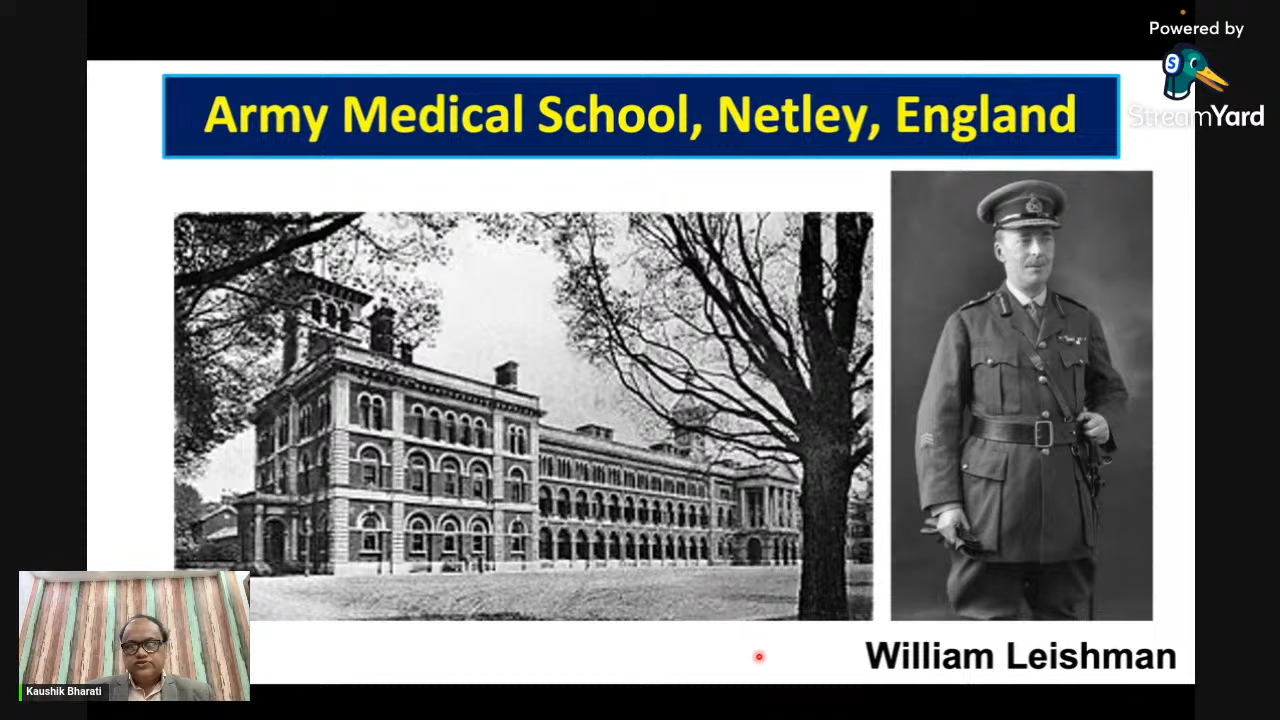 Powered by
StreamYard
Army Medical School, Netley, England
William Leishman
Kaushik Bharati